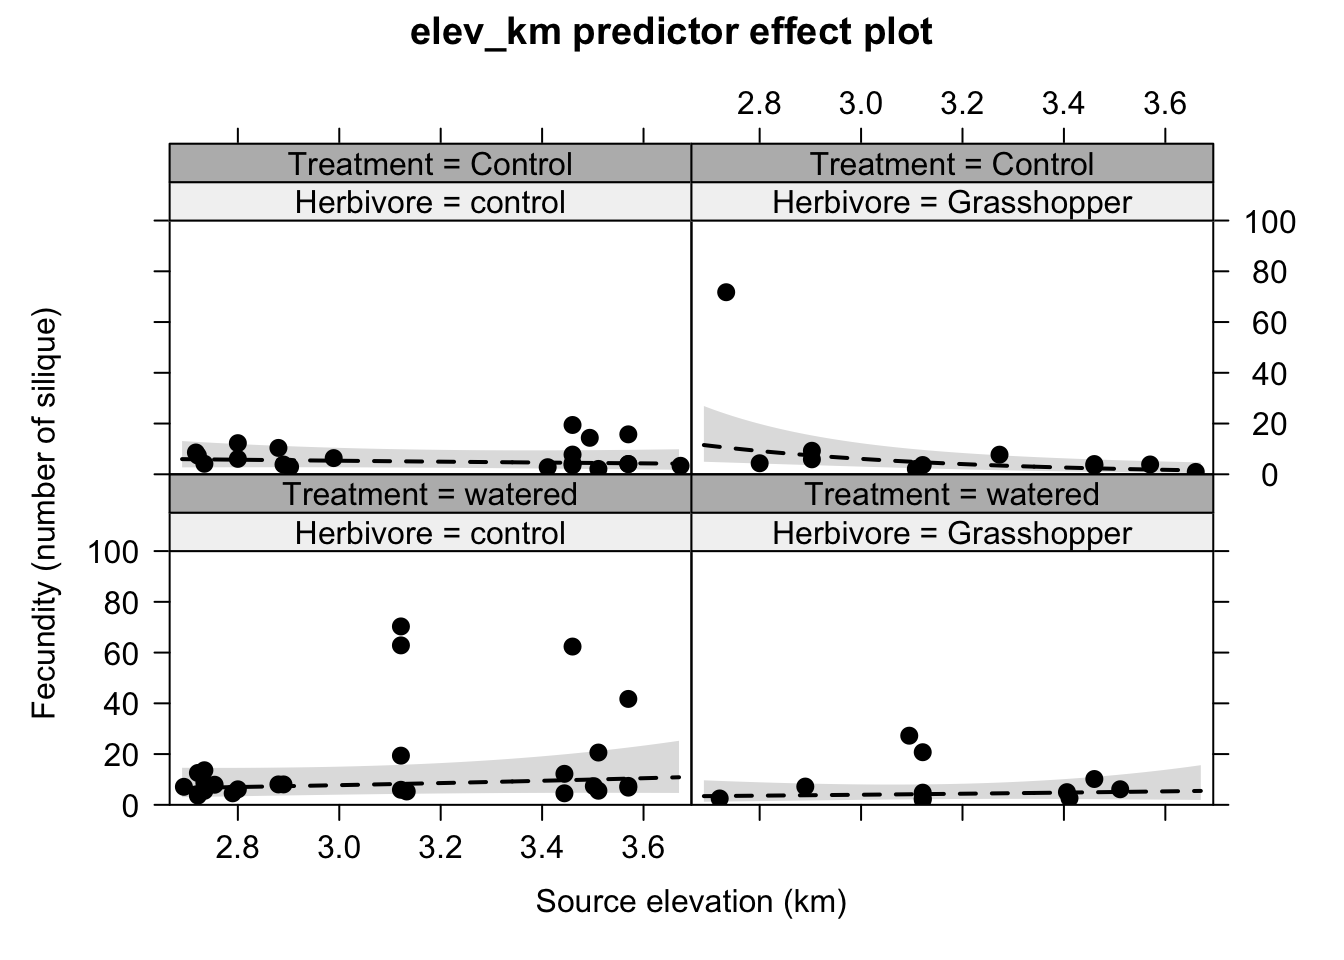 elev_km predictor effect plot
2.8 3.0 3.2 3.4 3.6
Treatment = Control Treatment = Control
Herbivore = control Herbivore = Grasshopper
100
80
60
40
20
0
Treatment = watered Treatment = watered
Herbivore = control Herbivore = Grasshopper
100
80
60
40
20
0
2.8 3.0 3.2 3.4 3.6
Fecundity (number of silique)
Source elevation (km)